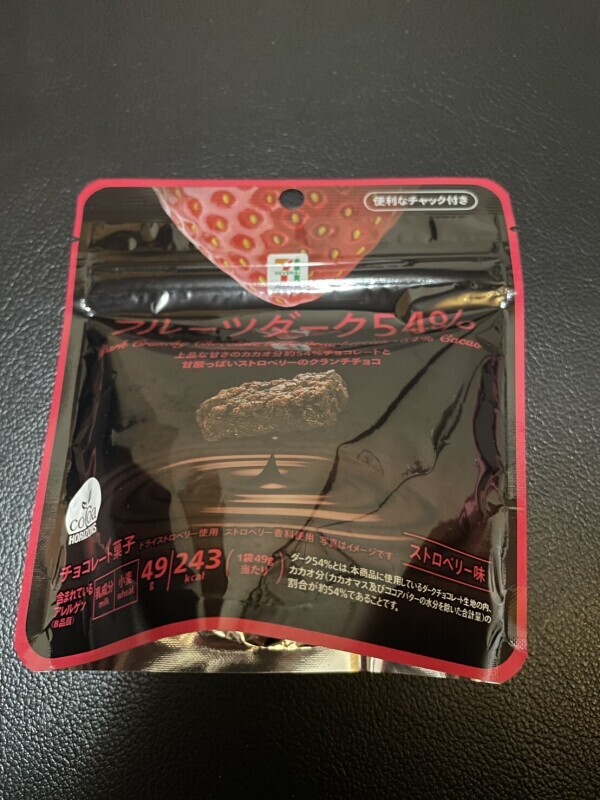 便利なチャック付き
フルーツダーク54%
上品な甘さのカカオ分約54%チョコレートと
甘酸っぱいストロベリーのクランチチョコ
cocoa
HORIZONS
チョコレート菓子 ドライストロベリー使用 ストロベリー香料使用 写真はイメージです
ストロベリー味
含まれている
アレルゲン
(8品目)
乳成分
milk
小麦
wheat
49g
243kcal
(1袋49g当たり)
ダーク54%とは、本商品に使用しているダークチョコレート生地の内、
カカオ分(カカオマス及びココアバターの水分を除いた合計量)の
割合が約54%であることです。